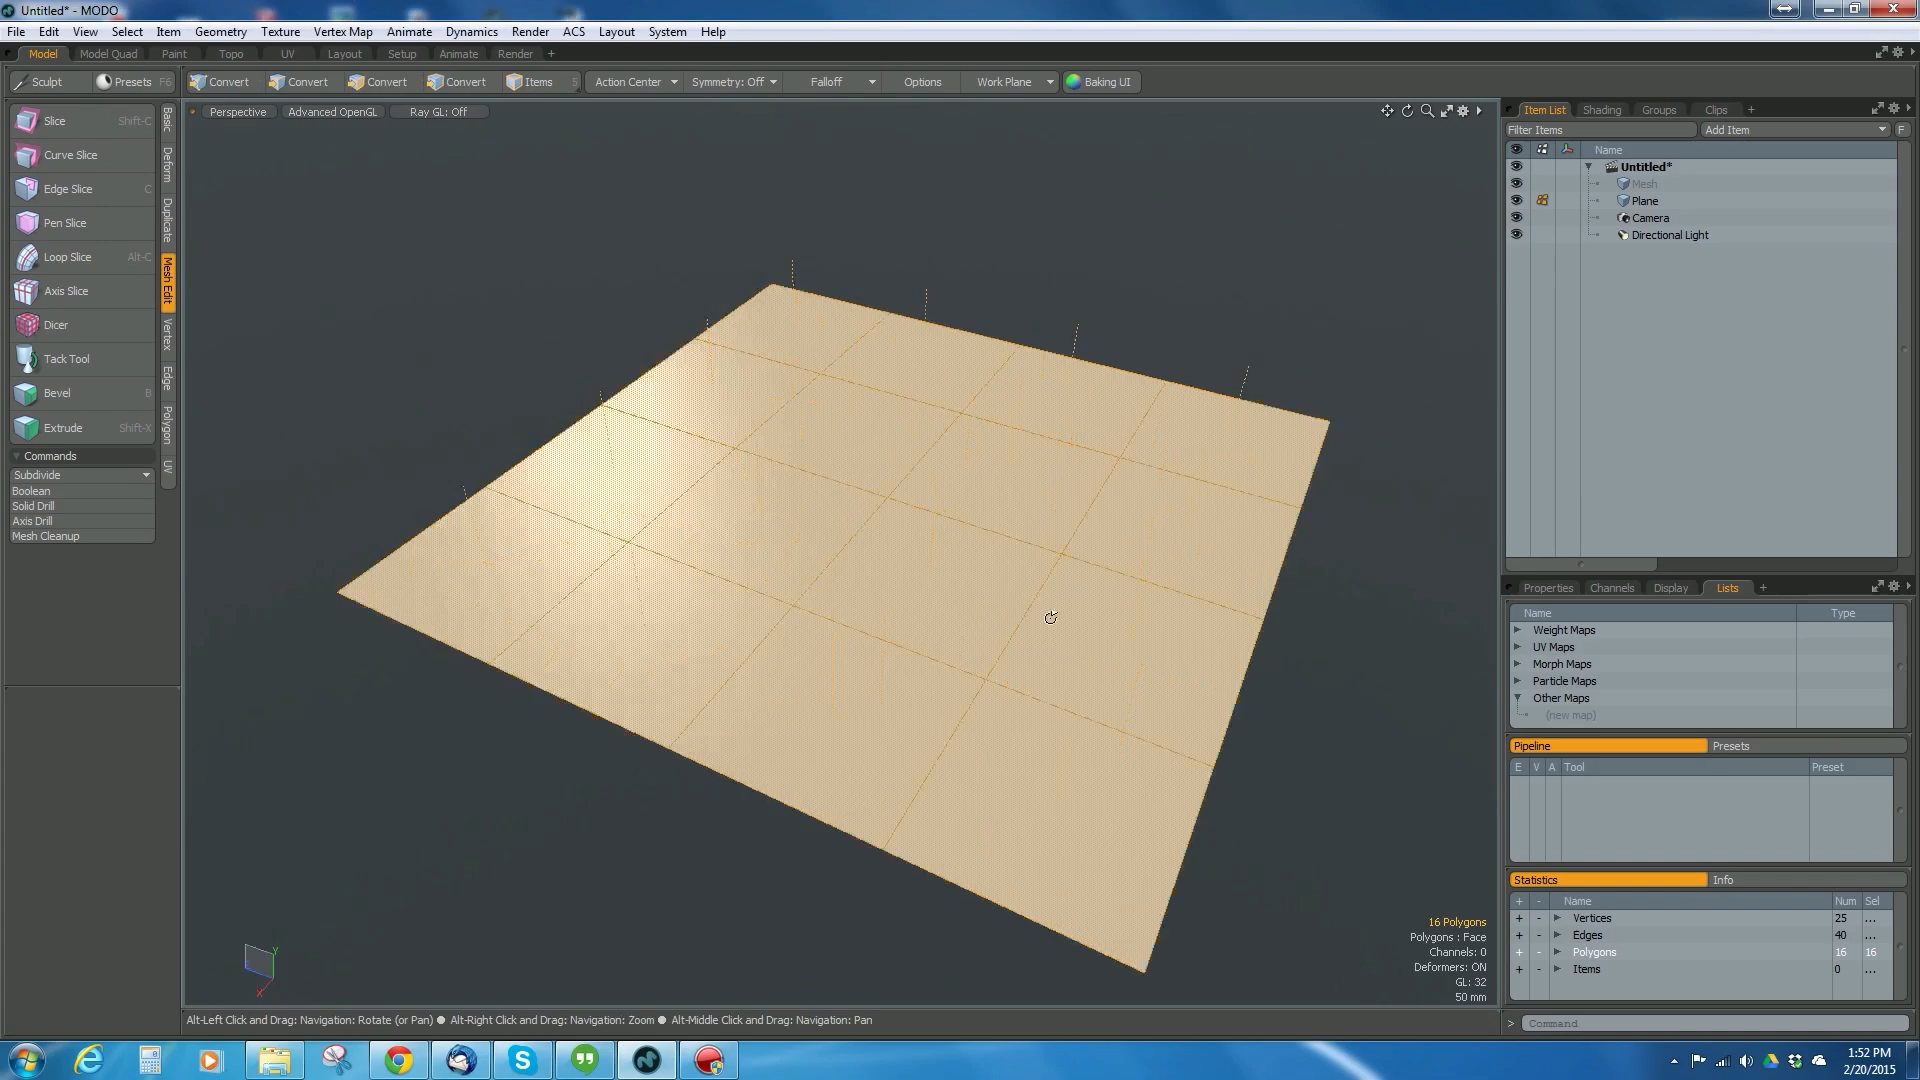 Untitled* - MODO
File Edit View Select Item Geometry Texture Vertex Map Animate Dynamics Render ACS Layout System Help
Model Model Quad Paint Topo UV Layout Setup Animate Render +
Sculpt Presets F6 Convert Convert Convert Convert Items 5 Action Center Symmetry: Off Falloff Options Work Plane Baking UI
Perspective Advanced OpenGL Ray GL: Off
Slice Shift-C
Curve Slice
Edge Slice C
Pen Slice
Loop Slice Alt-C
Axis Slice
Dicer
Tack Tool
Bevel B
Extrude Shift-X
Commands
Subdivide
Boolean
Solid Drill
Axis Drill
Mesh Cleanup
Basic
Deform
Duplicate
Mesh Edit
Vertex
Edge
Polygon
UV
Y
X
16 Polygons
Polygons : Face
Channels: 0
Deformers: ON
GL: 32
50 mm
Alt-Left Click and Drag: Navigation: Rotate (or Pan) ● Alt-Right Click and Drag: Navigation: Zoom ● Alt-Middle Click and Drag: Navigation: Pan
Item List Shading Groups Clips +
Filter Items Add Item F
Name
Untitled*
Mesh
Plane
Camera
Directional Light
Properties Channels Display Lists +
Name Type
Weight Maps
UV Maps
Morph Maps
Particle Maps
Other Maps
(new map)
Pipeline Presets
E V A Tool Preset
Statistics Info
+ - Name Num Sel
+ - Vertices 25 ...
+ - Edges 40 ...
+ - Polygons 16 16
+ - Items 0 ...
> Command
1:52 PM
2/20/2015